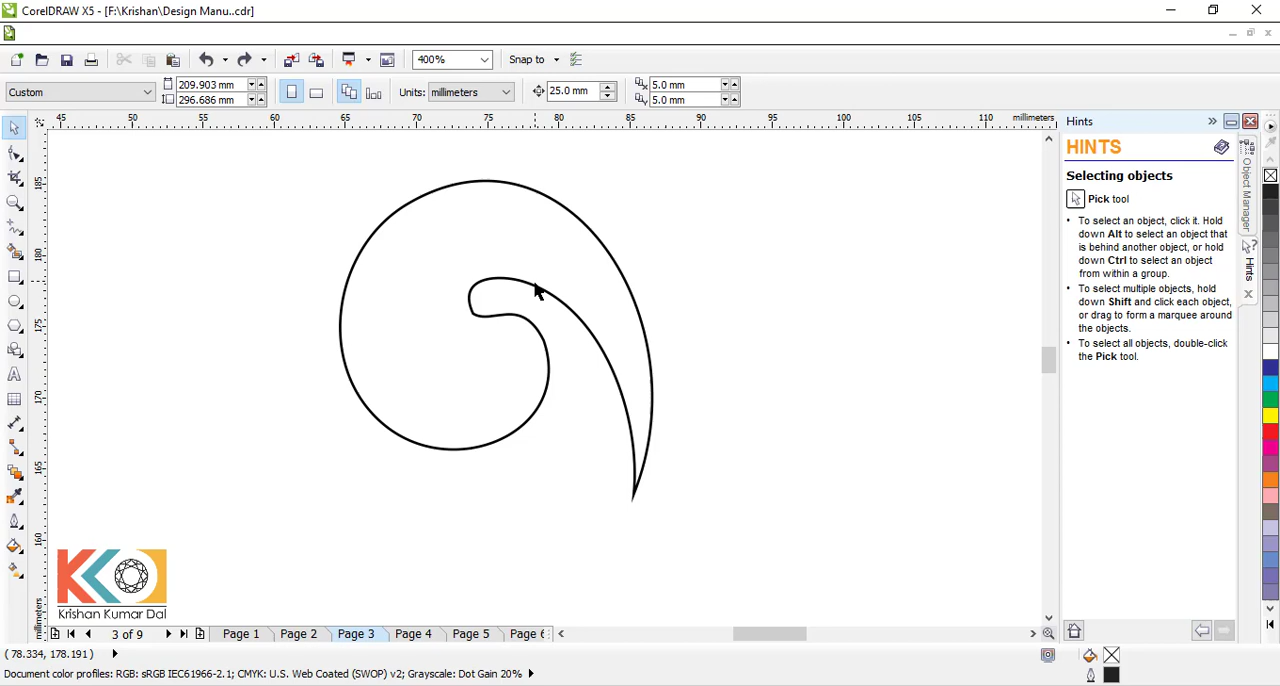 CorelDRAW X5 - [F:\Krishan\Design Manu..cdr]
400%
Snap to
Custom
209.903 mm
296.686 mm
Units: millimeters
25.0 mm
5.0 mm
5.0 mm
45 50 55 60 65 70 75 80 85 90 95 100 105 110 millimeters
185
180
175
170
165
160
millimeters
Hints
HINTS
Selecting objects
Pick tool
• To select an object, click it. Hold
down Alt to select an object that
is behind another object, or hold
down Ctrl to select an object
from within a group.
• To select multiple objects, hold
down Shift and click each object,
or drag to form a marquee around
the objects.
• To select all objects, double-click
the Pick tool.
Object Manager
Hints
Krishan Kumar Dal
3 of 9
Page 1
Page 2
Page 3
Page 4
Page 5
Page 6
( 78.334, 178.191 )
Document color profiles: RGB: sRGB IEC61966-2.1; CMYK: U.S. Web Coated (SWOP) v2; Grayscale: Dot Gain 20%